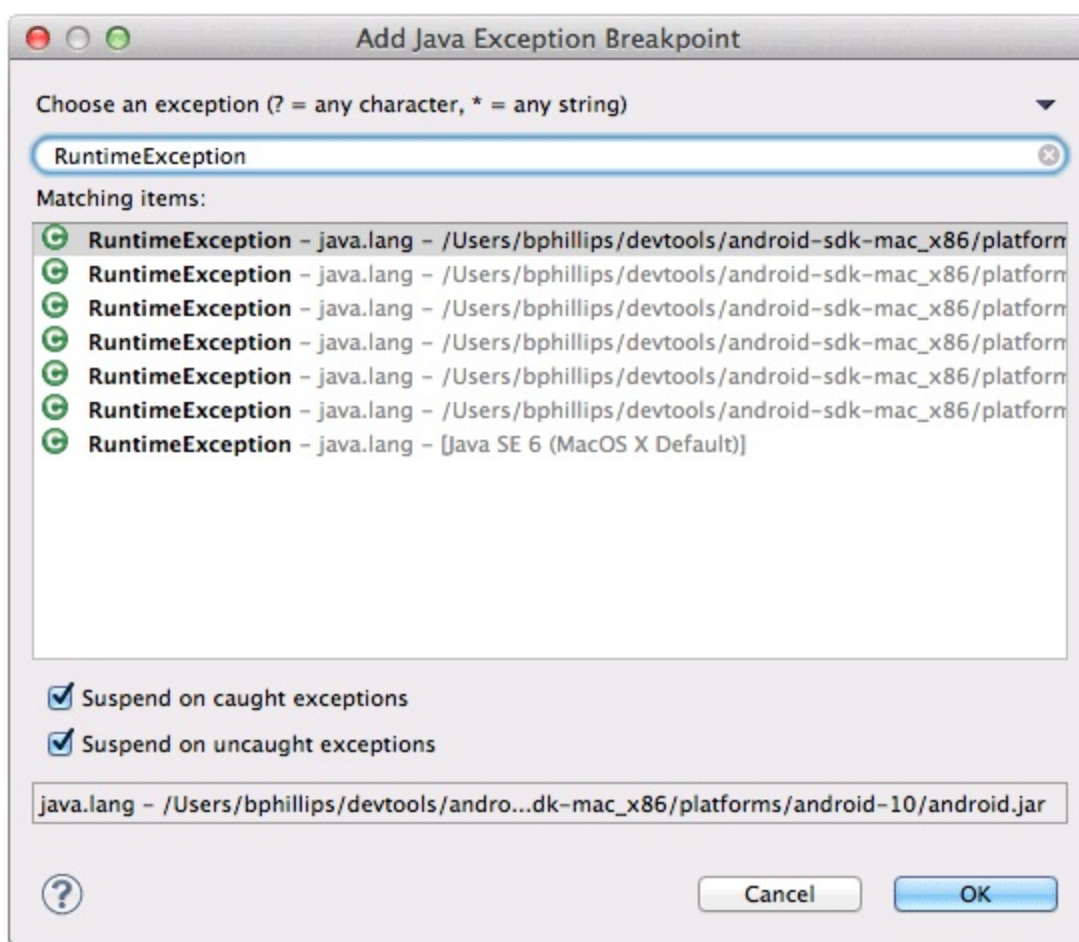 Add Java Exception Breakpoint
Choose an exception (? = any character, * = any string)
RuntimeException
Matching items:
RuntimeException – java.lang – /Users/bphillips/devtools/android-sdk-mac_x86/platform
RuntimeException – java.lang – /Users/bphillips/devtools/android-sdk-mac_x86/platform
RuntimeException – java.lang – /Users/bphillips/devtools/android-sdk-mac_x86/platform
RuntimeException – java.lang – /Users/bphillips/devtools/android-sdk-mac_x86/platform
RuntimeException – java.lang – /Users/bphillips/devtools/android-sdk-mac_x86/platform
RuntimeException – java.lang – /Users/bphillips/devtools/android-sdk-mac_x86/platform
RuntimeException – java.lang – [Java SE 6 (MacOS X Default)]
Suspend on caught exceptions
Suspend on uncaught exceptions
java.lang – /Users/bphillips/devtools/andro...dk-mac_x86/platforms/android-10/android.jar
Cancel OK